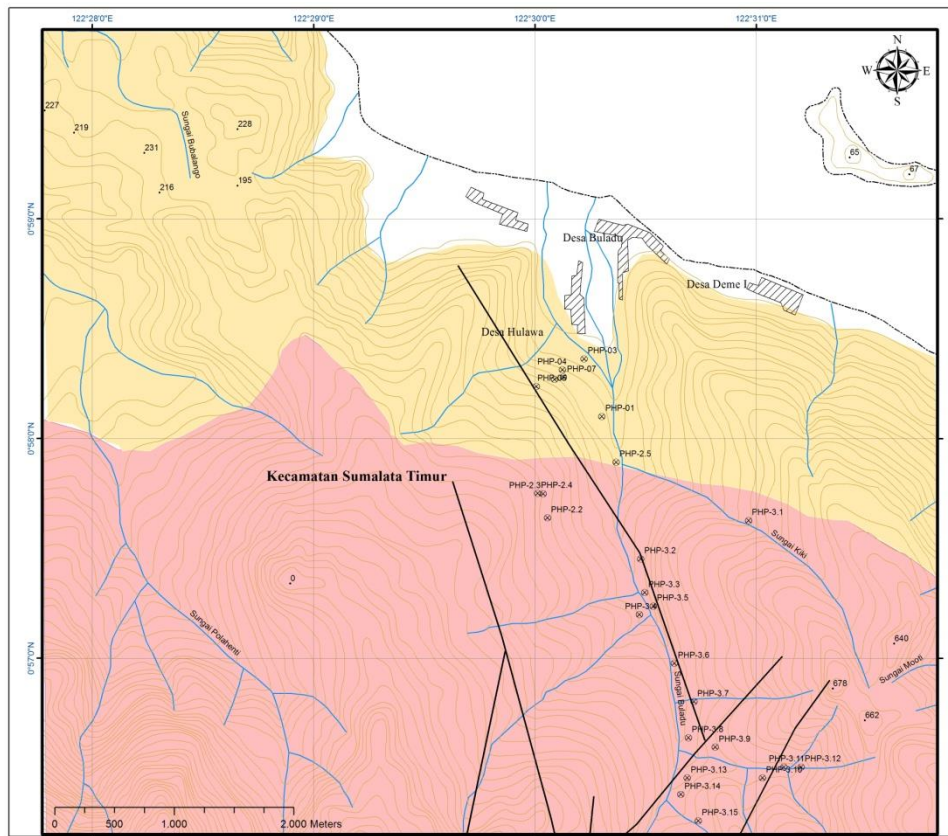 122°28'0"E
122°29'0"E
122°30'0"E
122°31'0"E
N
W
E
S
227
219
228
231
195
216
Sungai Bubalango
65
67
0°59'0"N
Desa Buladu
Desa Deme I
Desa Hulawa
PHP-03
PHP-04
PHP-07
PHP-01
0°58'0"N
PHP-2.5
Kecamatan Sumalata Timur
PHP-2.3
PHP-2.4
PHP-2.2
PHP-3.1
Sungai Kiki
PHP-3.2
0
PHP-3.3
PHP-3.5
PHP-3.4
Sungai Polahenti
640
0°57'0"N
PHP-3.6
Sungai Mooti
678
Sungai Buladu
PHP-3.7
662
PHP-3.8
PHP-3.9
PHP-3.11
PHP-3.12
PHP-3.13
PHP-3.10
PHP-3.14
PHP-3.15
0
500
1.000
2.000 Meters